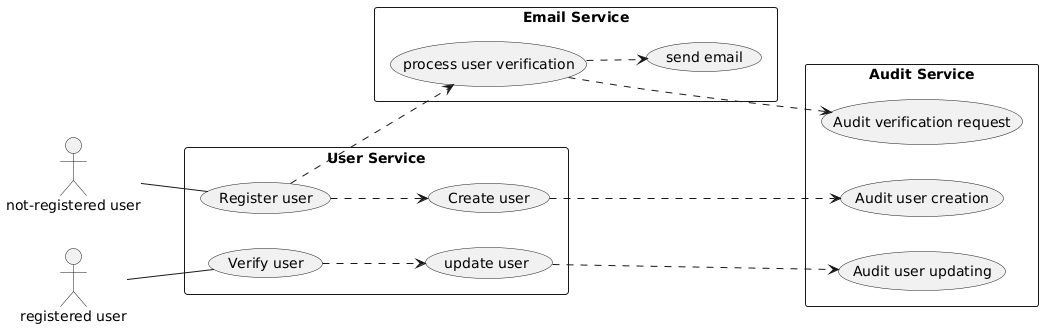 Email Service
process user verification
send email
Audit Service
Audit verification request
not-registered user
User Service
Register user
Create user
Audit user creation
registered user
Verify user
update user
Audit user updating